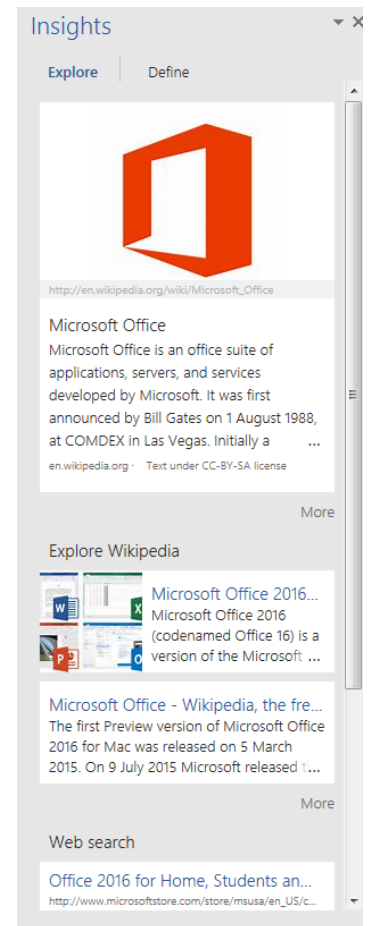 Insights
Explore
Define
http://en.wikipedia.org/wiki/Microsoft_Office
Microsoft Office
Microsoft Office is an office suite of
applications, servers, and services
developed by Microsoft. It was first
announced by Bill Gates on 1 August 1988,
at COMDEX in Las Vegas. Initially a ...
en.wikipedia.org · Text under CC-BY-SA license
More
Explore Wikipedia
W
X
P
O
Microsoft Office 2016...
Microsoft Office 2016
(codenamed Office 16) is a
version of the Microsoft ...
Microsoft Office - Wikipedia, the fre...
The first Preview version of Microsoft Office
2016 for Mac was released on 5 March
2015. On 9 July 2015 Microsoft released t...
More
Web search
Office 2016 for Home, Students an...
http://www.microsoftstore.com/store/msusa/en_US/c...